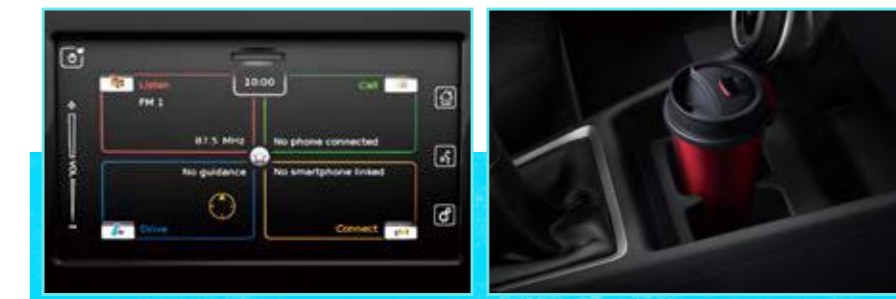 10:00
Listen
Call
FM 1
87.5 MHz
No phone connected
No guidance
No smartphone linked
VOL
Drive
Connect